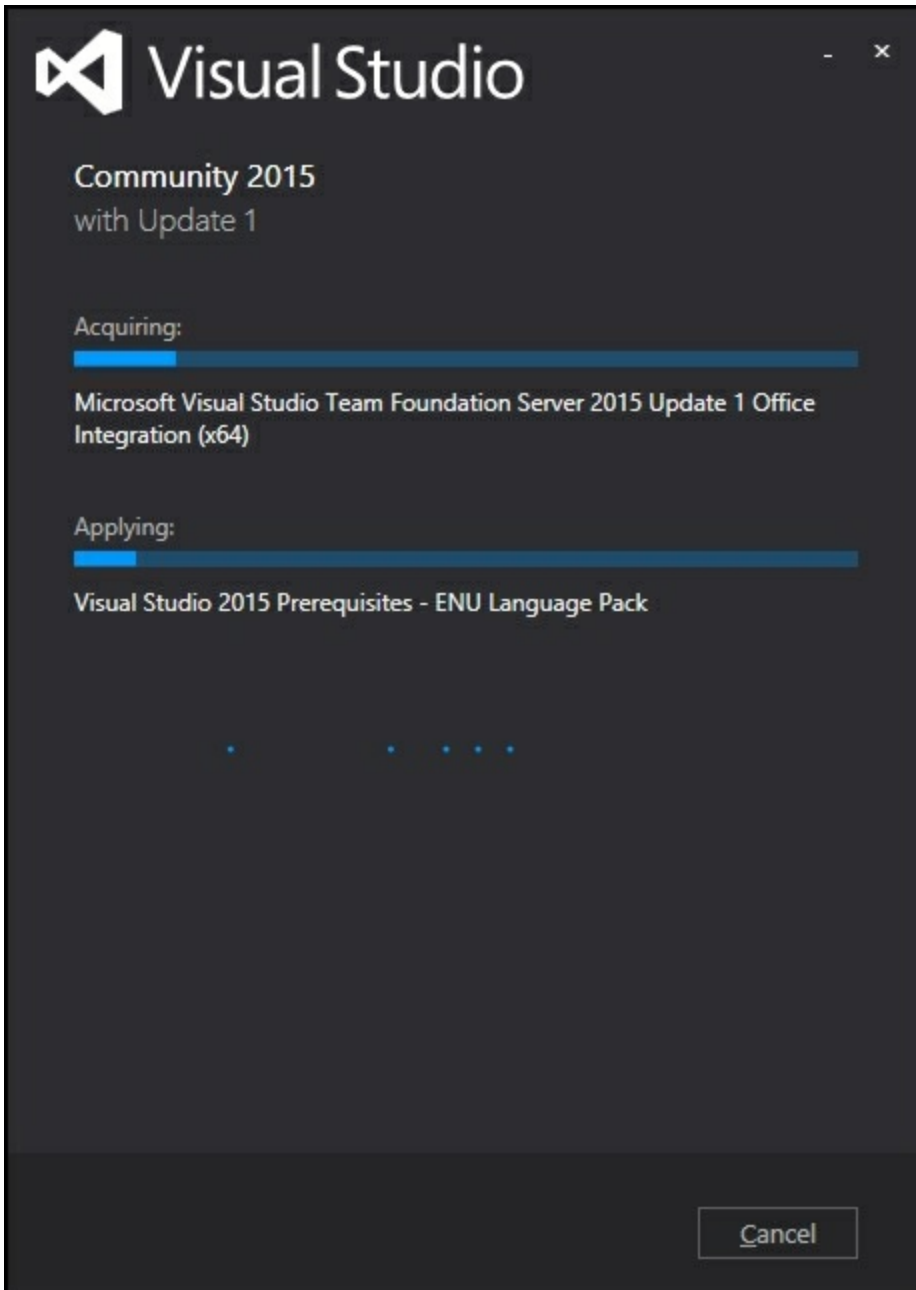 Visual Studio
Community 2015
with Update 1
Acquiring:
Microsoft Visual Studio Team Foundation Server 2015 Update 1 Office
Integration (x64)
Applying:
Visual Studio 2015 Prerequisites - ENU Language Pack
Cancel